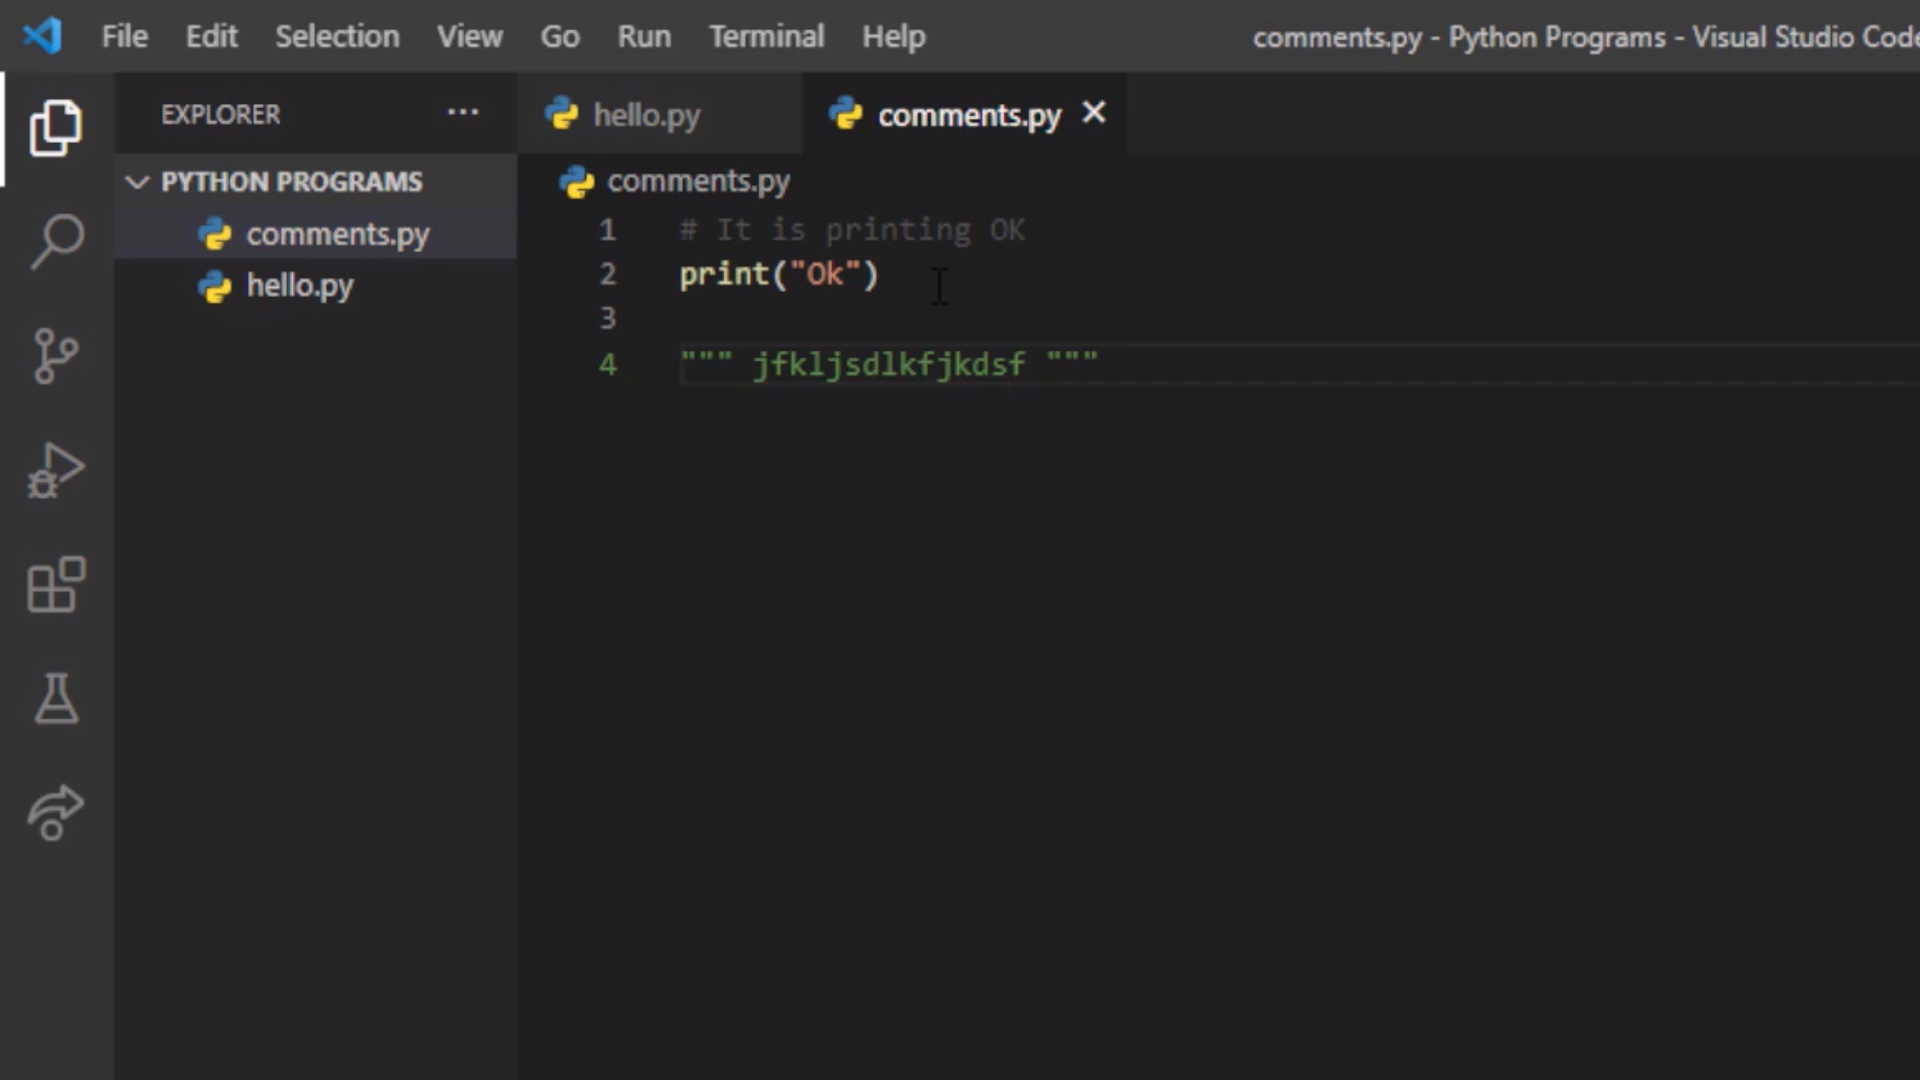 File Edit Selection View Go Run Terminal Help comments.py - Python Programs - Visual Studio Code
EXPLORER ···
PYTHON PROGRAMS
comments.py
hello.py
hello.py comments.py ✕
comments.py
1 # It is printing OK
2 print("Ok")
3
4 """ jfkljsdlkfjkdsf """